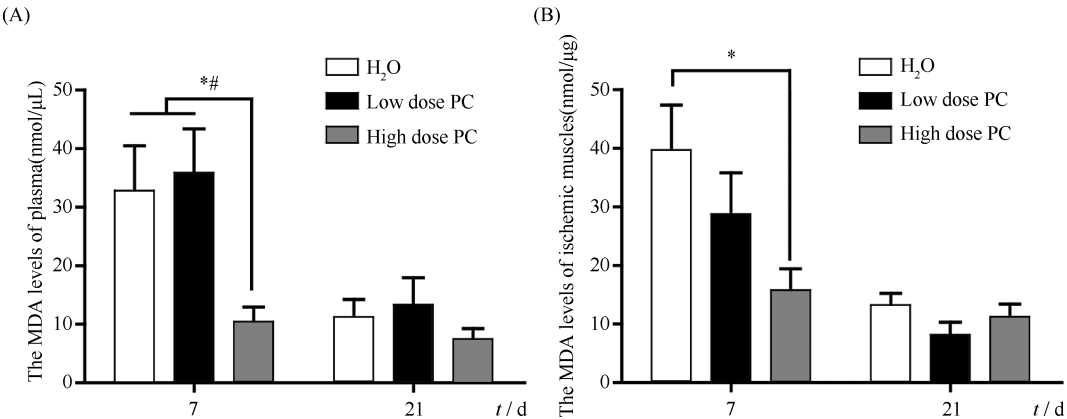 (A)
The MDA levels of plasma(nmol/μL)
50
40
30
20
10
0
*#
H₂O
Low dose PC
High dose PC
7
21
t / d
(B)
The MDA levels of ischemic muscles(nmol/μg)
50
40
30
20
10
0
*
H₂O
Low dose PC
High dose PC
7
21
t / d